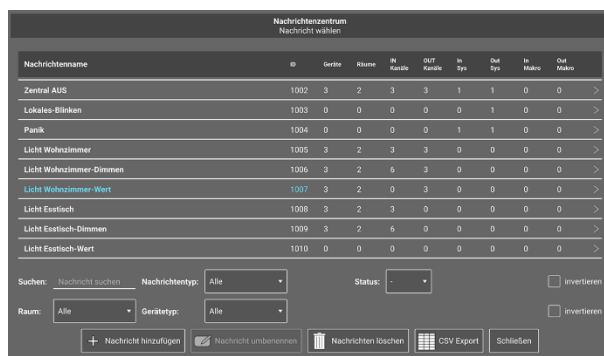 Nachrichtenzentrum
Nachricht wählen
Nachrichtenname ID Geräte Räume IN Kanäle OUT Kanäle In Sys Out Sys In Makro Out Makro
Zentral AUS 1002 3 2 3 3 1 1 0 0 >
Lokales-Blinken 1003 0 0 0 0 0 1 0 0 >
Panik 1004 0 0 0 0 1 1 0 0 >
Licht Wohnzimmer 1005 3 2 3 3 0 0 0 0 >
Licht Wohnzimmer-Dimmen 1006 3 2 6 3 0 0 0 0 >
Licht Wohnzimmer-Wert 1007 3 2 0 3 0 0 0 0 >
Licht Esstisch 1008 3 2 3 0 0 0 0 0 >
Licht Esstisch-Dimmen 1009 3 2 6 0 0 0 0 0 >
Licht Esstisch-Wert 1010 0 0 0 0 0 0 0 0 >
Suchen: Nachricht suchen Nachrichtentyp: Alle Status: - invertieren
Raum: Alle Gerätetyp: Alle invertieren
Nachricht hinzufügen Nachricht umbenennen Nachrichten löschen CSV Export Schließen